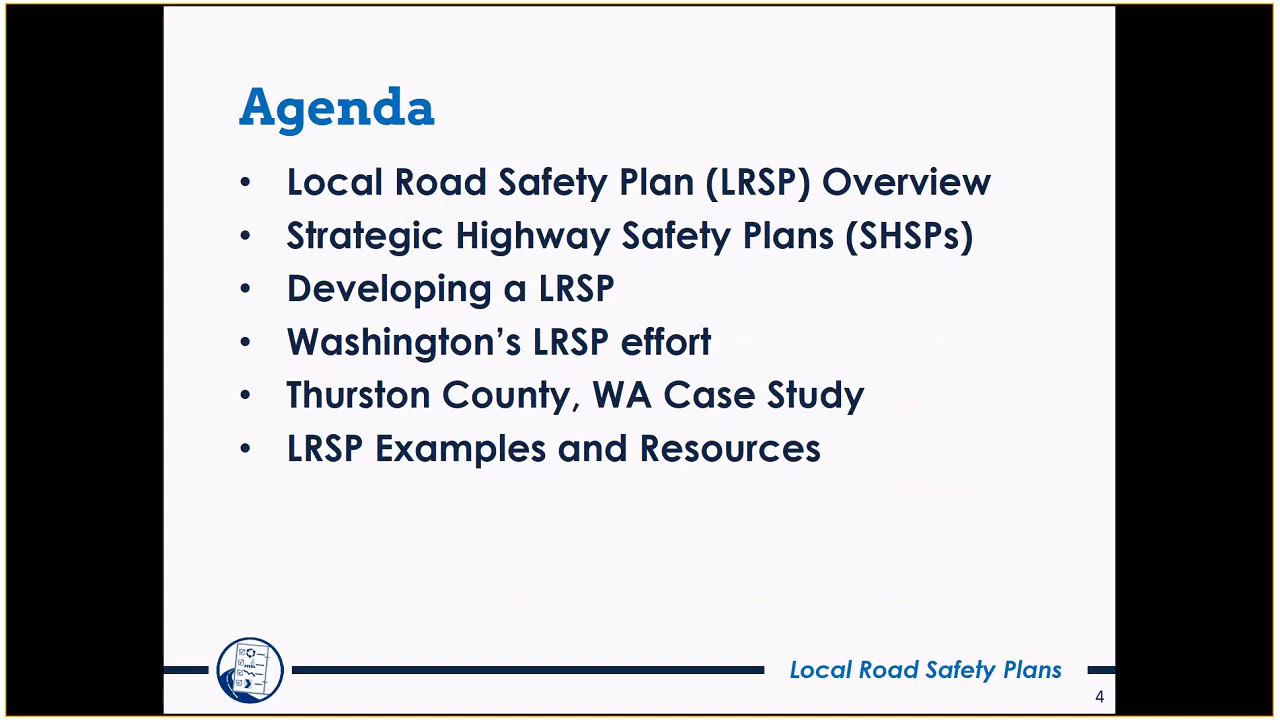 Agenda
• Local Road Safety Plan (LRSP) Overview
• Strategic Highway Safety Plans (SHSPs)
• Developing a LRSP
• Washington’s LRSP effort
• Thurston County, WA Case Study
• LRSP Examples and Resources
Local Road Safety Plans
4